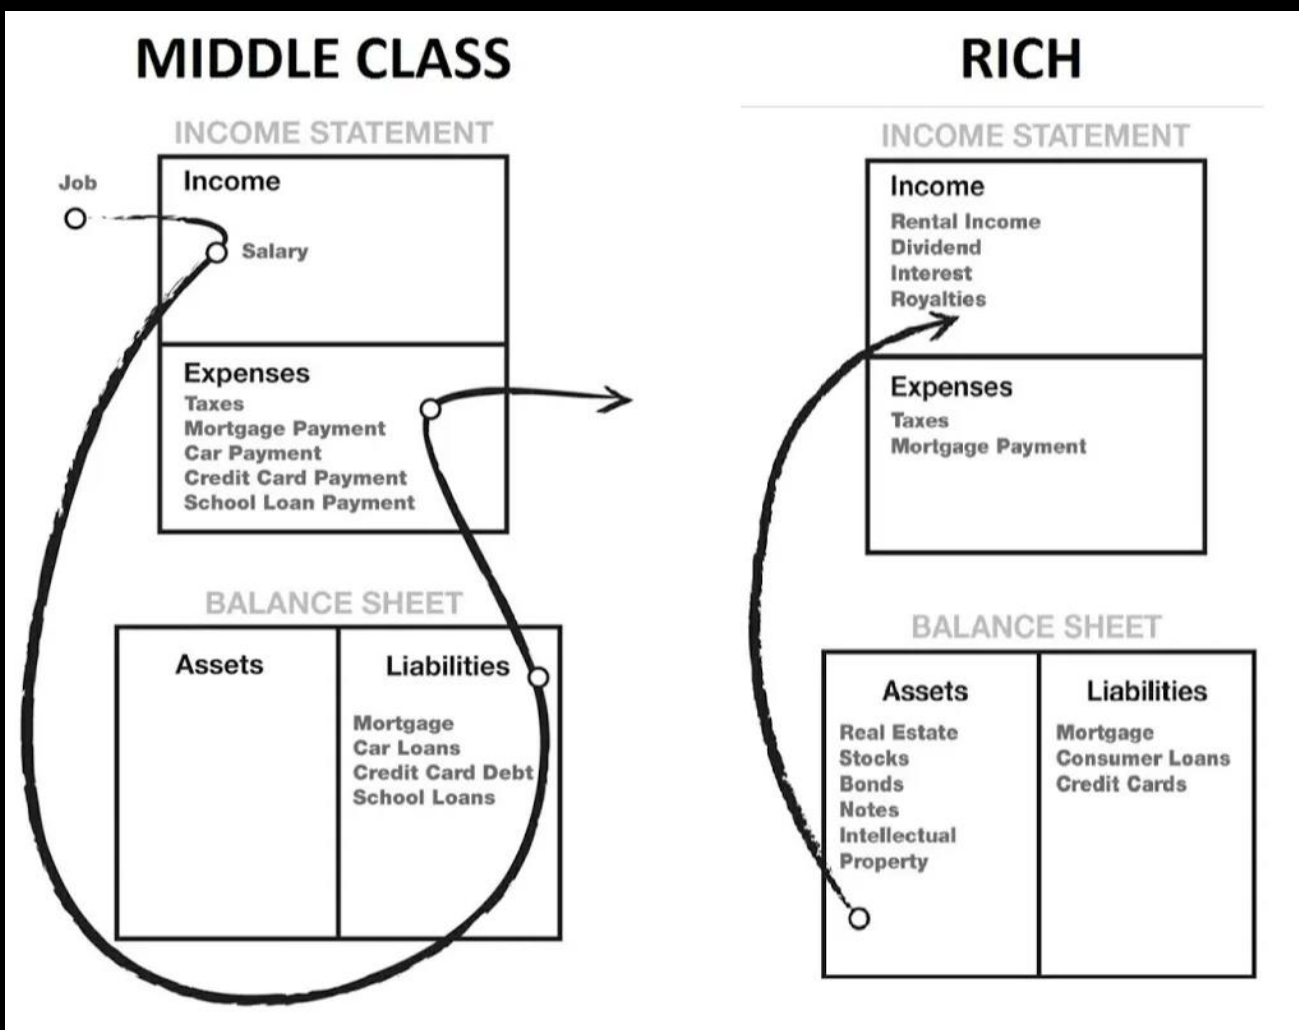 MIDDLE CLASS
INCOME STATEMENT
Job
Income
Salary
Expenses
Taxes
Mortgage Payment
Car Payment
Credit Card Payment
School Loan Payment
BALANCE SHEET
Assets
Liabilities
Mortgage
Car Loans
Credit Card Debt
School Loans
RICH
INCOME STATEMENT
Income
Rental Income
Dividend
Interest
Royalties
Expenses
Taxes
Mortgage Payment
BALANCE SHEET
Assets
Real Estate
Stocks
Bonds
Notes
Intellectual
Property
Liabilities
Mortgage
Consumer Loans
Credit Cards